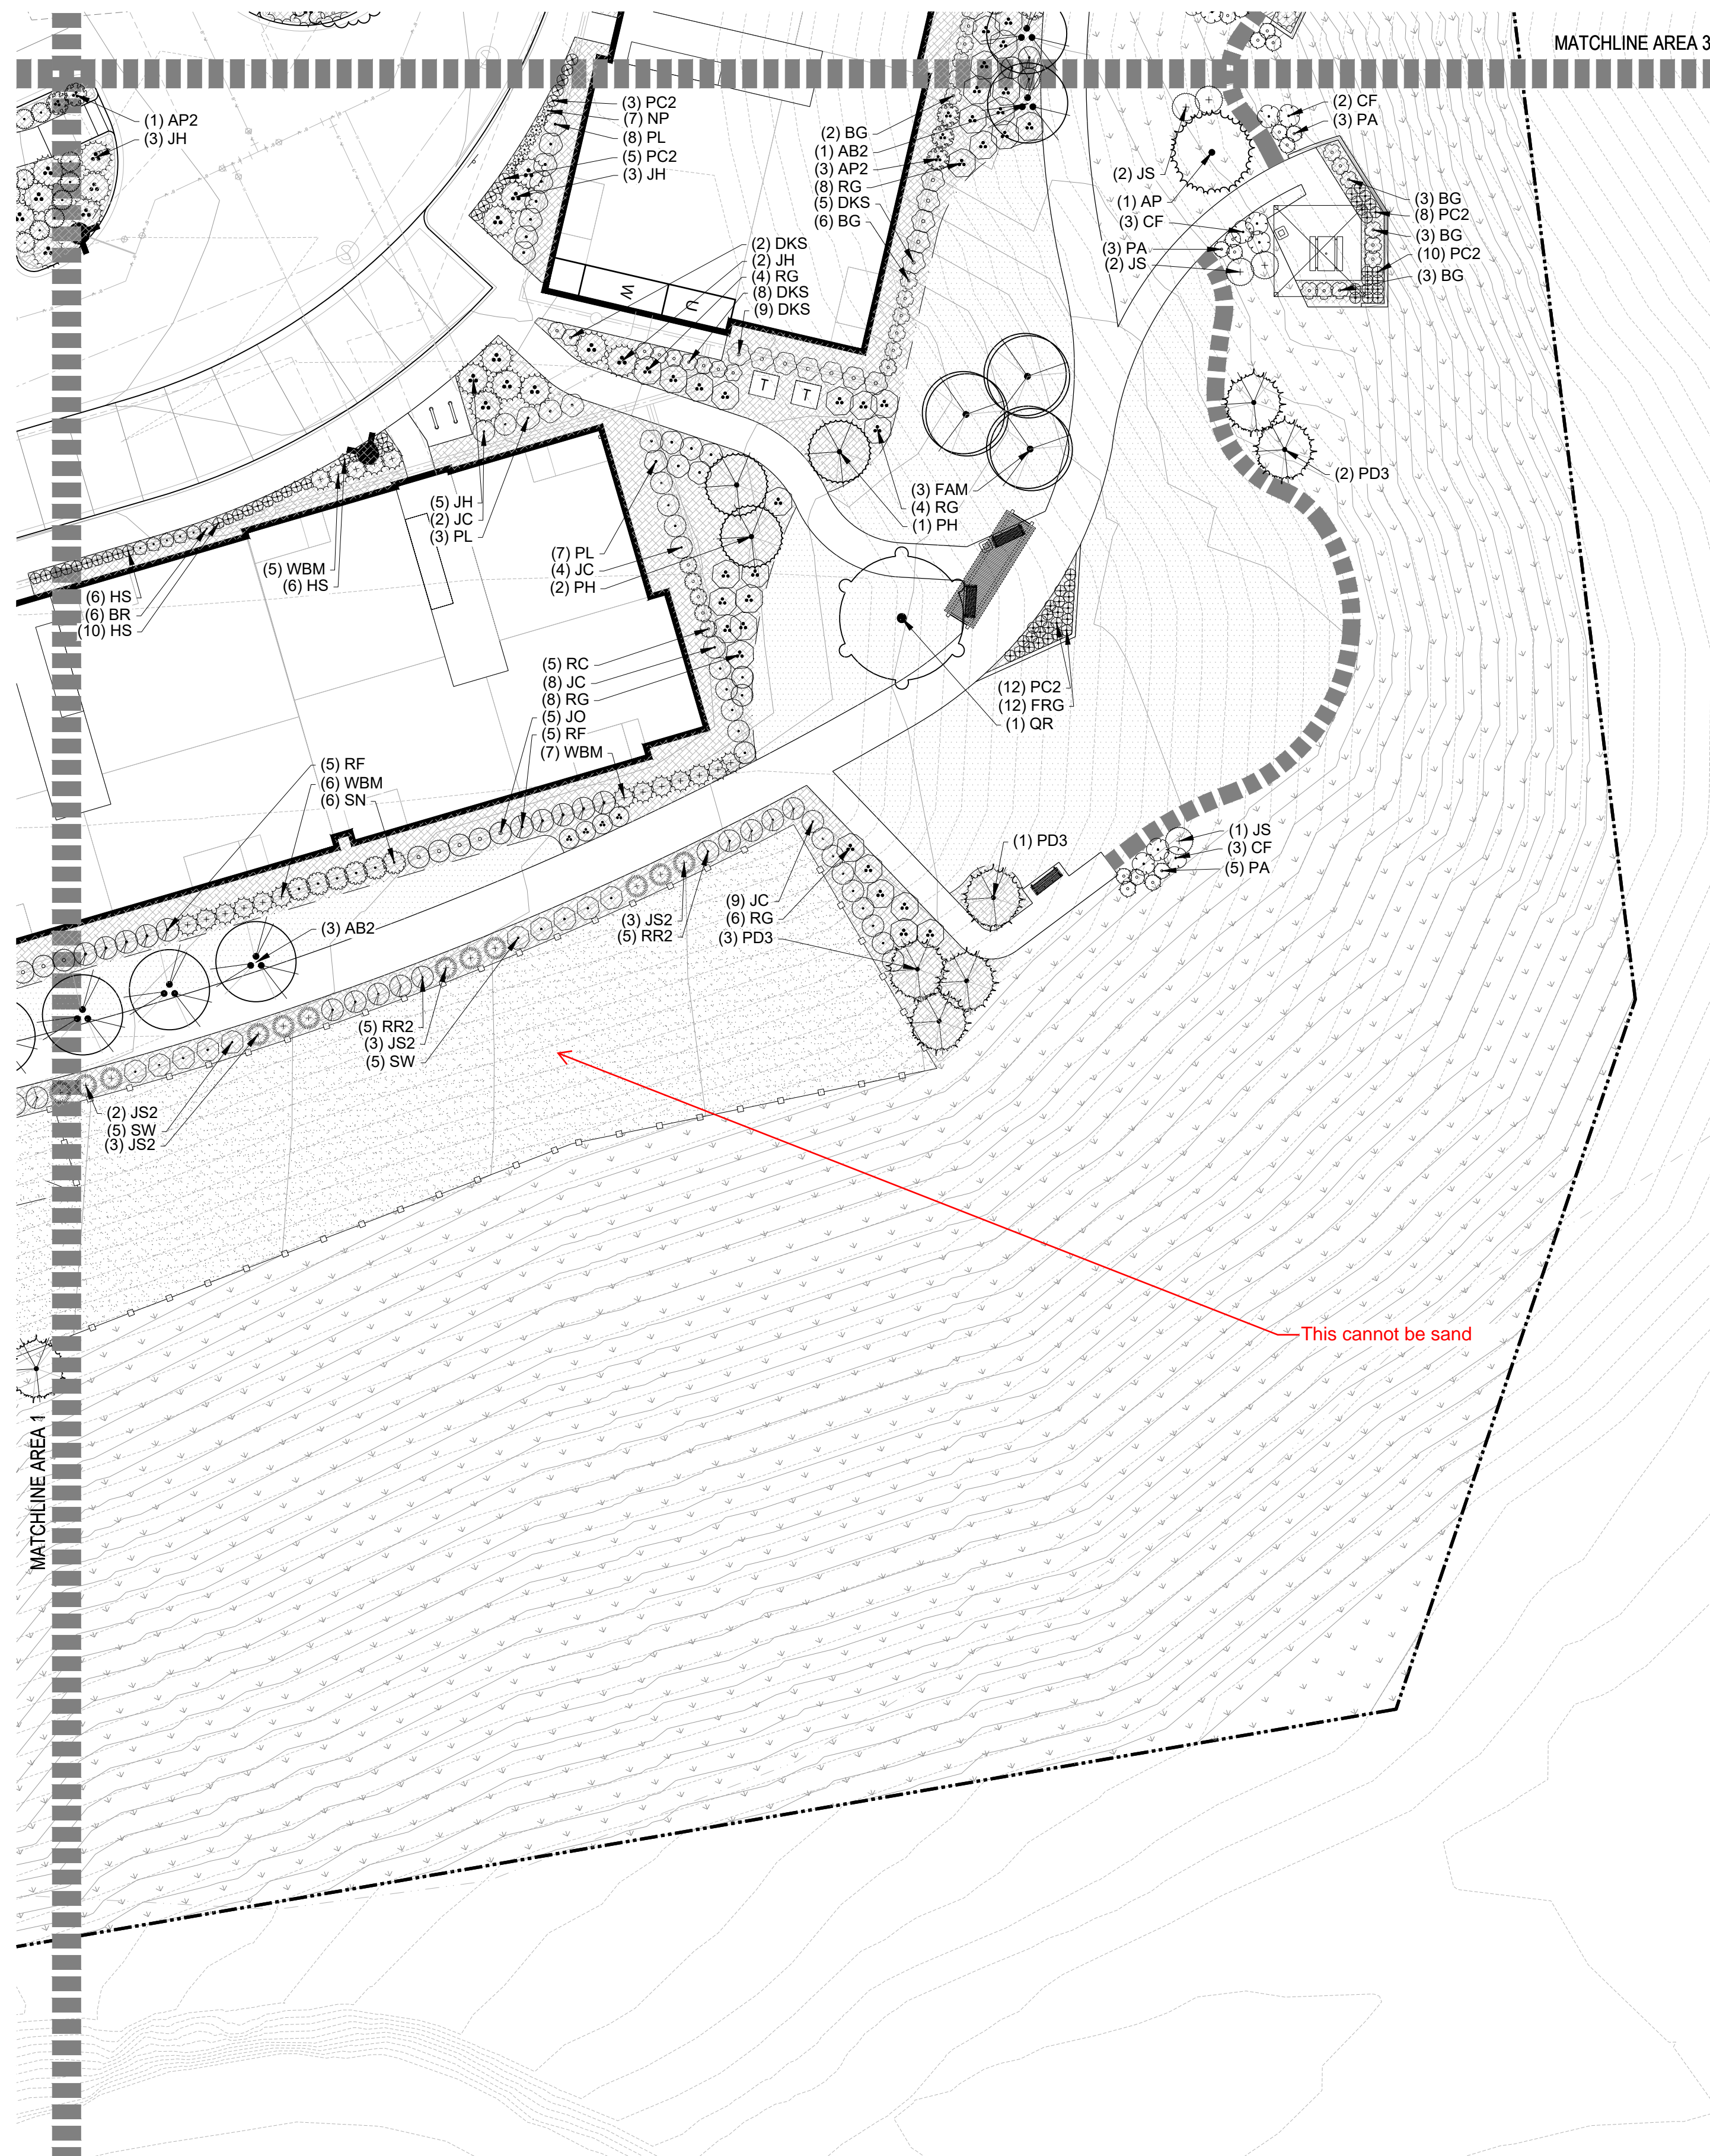 MATCHLINE AREA 3
(1) AP2
(3) JH
(3) PC2
(7) NP
(8) PL
(5) PC2
(3) JH
(2) BG
(1) AB2
(3) AP2
(8) RG
(5) DKS
(6) BG
(2) CF
(3) PA
(2) JS
(1) AP
(3) CF
(3) PA
(2) JS
(3) BG
(8) PC2
(3) BG
(10) PC2
(3) BG
(2) DKS
(2) JH
(4) RG
(8) DKS
(9) DKS
W
U
T
T
(2) PD3
(3) FAM
(4) RG
(1) PH
(5) JH
(2) JC
(3) PL
(7) PL
(4) JC
(2) PH
(5) WBM
(6) HS
(6) HS
(6) BR
(10) HS
(5) RC
(8) JC
(8) RG
(5) JO
(5) RF
(7) WBM
(12) PC2
(12) FRG
(1) QR
(5) RF
(6) WBM
(6) SN
(1) JS
(3) CF
(5) PA
(1) PD3
(3) AB2
(3) JS2
(5) RR2
(9) JC
(6) RG
(3) PD3
(5) RR2
(3) JS2
(5) SW
(2) JS2
(5) SW
(3) JS2
This cannot be sand
MATCHLINE AREA 1